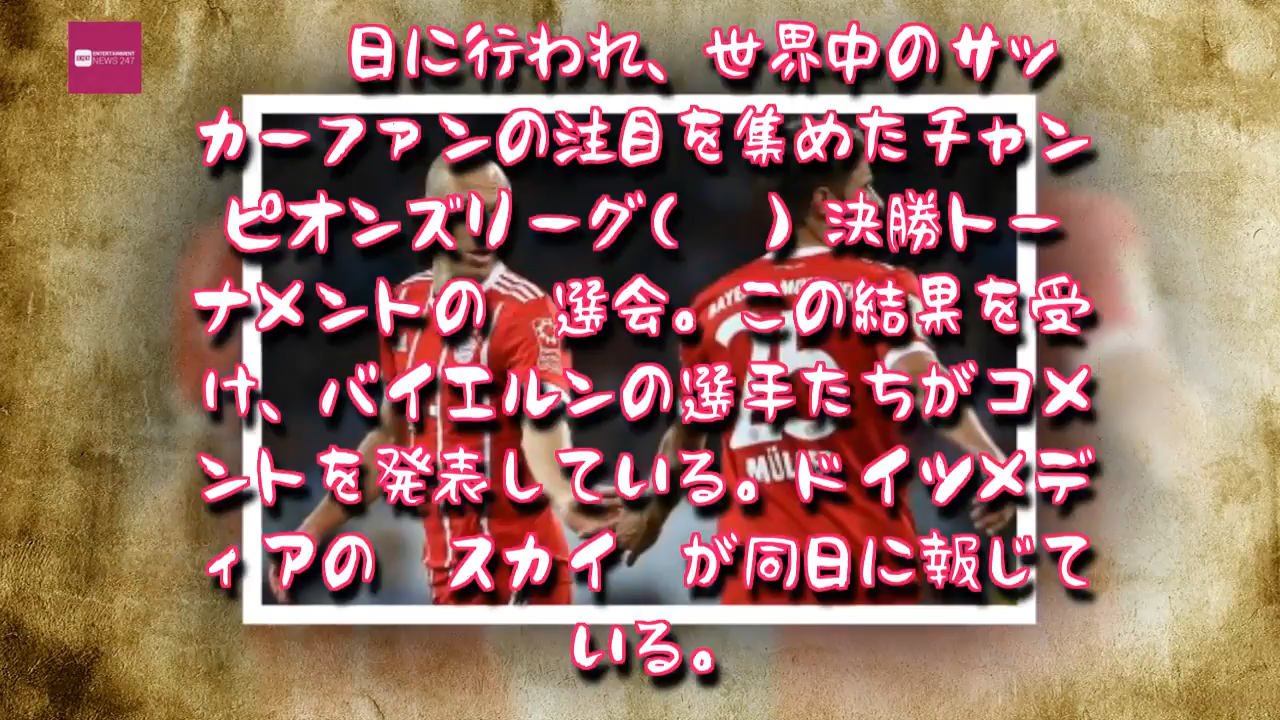 ENTERTAINMENT
NEWS 247
日に行われ、世界中のサッ
カーファンの注目を集めたチャン
ピオンズリーグ(　)決勝トー
ナメントの　選会。この結果を受
け、バイエルンの選手たちがコメ
ントを発表している。ドイツメデ
ィアの　スカイ　が同日に報じて
いる。
25
MÜLLER